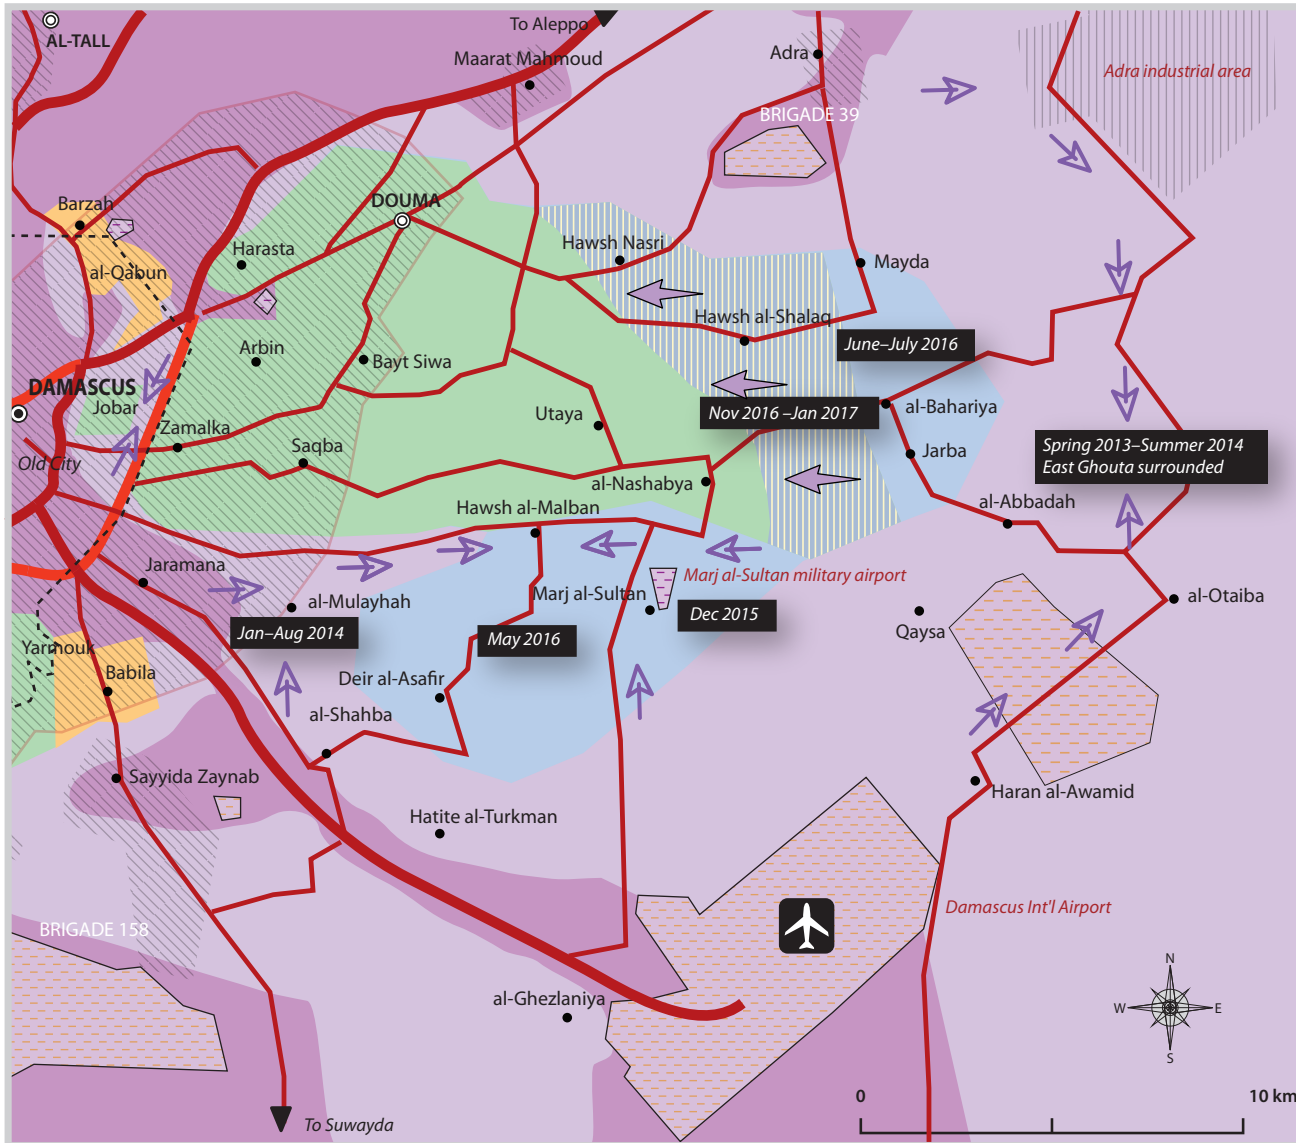 To Aleppo
AL-TALL
Maarat Mahmoud
Adra
Adra industrial area
BRIGADE 39
Barzah
DOUMA
Harasta
Hawsh Nasri
Mayda
al-Qabun
Hawsh al-Shalaq
June–July 2016
Arbin
Bayt Siwa
DAMASCUS
Jobar
Nov 2016 –Jan 2017
al-Bahariya
Utaya
Zamalka
Saqba
Old City
Jarba
Spring 2013–Summer 2014
East Ghouta surrounded
al-Nashabya
Hawsh al-Malban
al-Abbadah
Jaramana
Marj al-Sultan military airport
Marj al-Sultan
al-Mulayhah
al-Otaiba
Dec 2015
Jan–Aug 2014
May 2016
Qaysa
Yarmouk
Babila
Deir al-Asafir
al-Shahba
Sayyida Zaynab
Haran al-Awamid
Hatite al-Turkman
Damascus Int'l Airport
BRIGADE 158
al-Ghezlaniya
N
W
E
S
0
10 km
To Suwayda